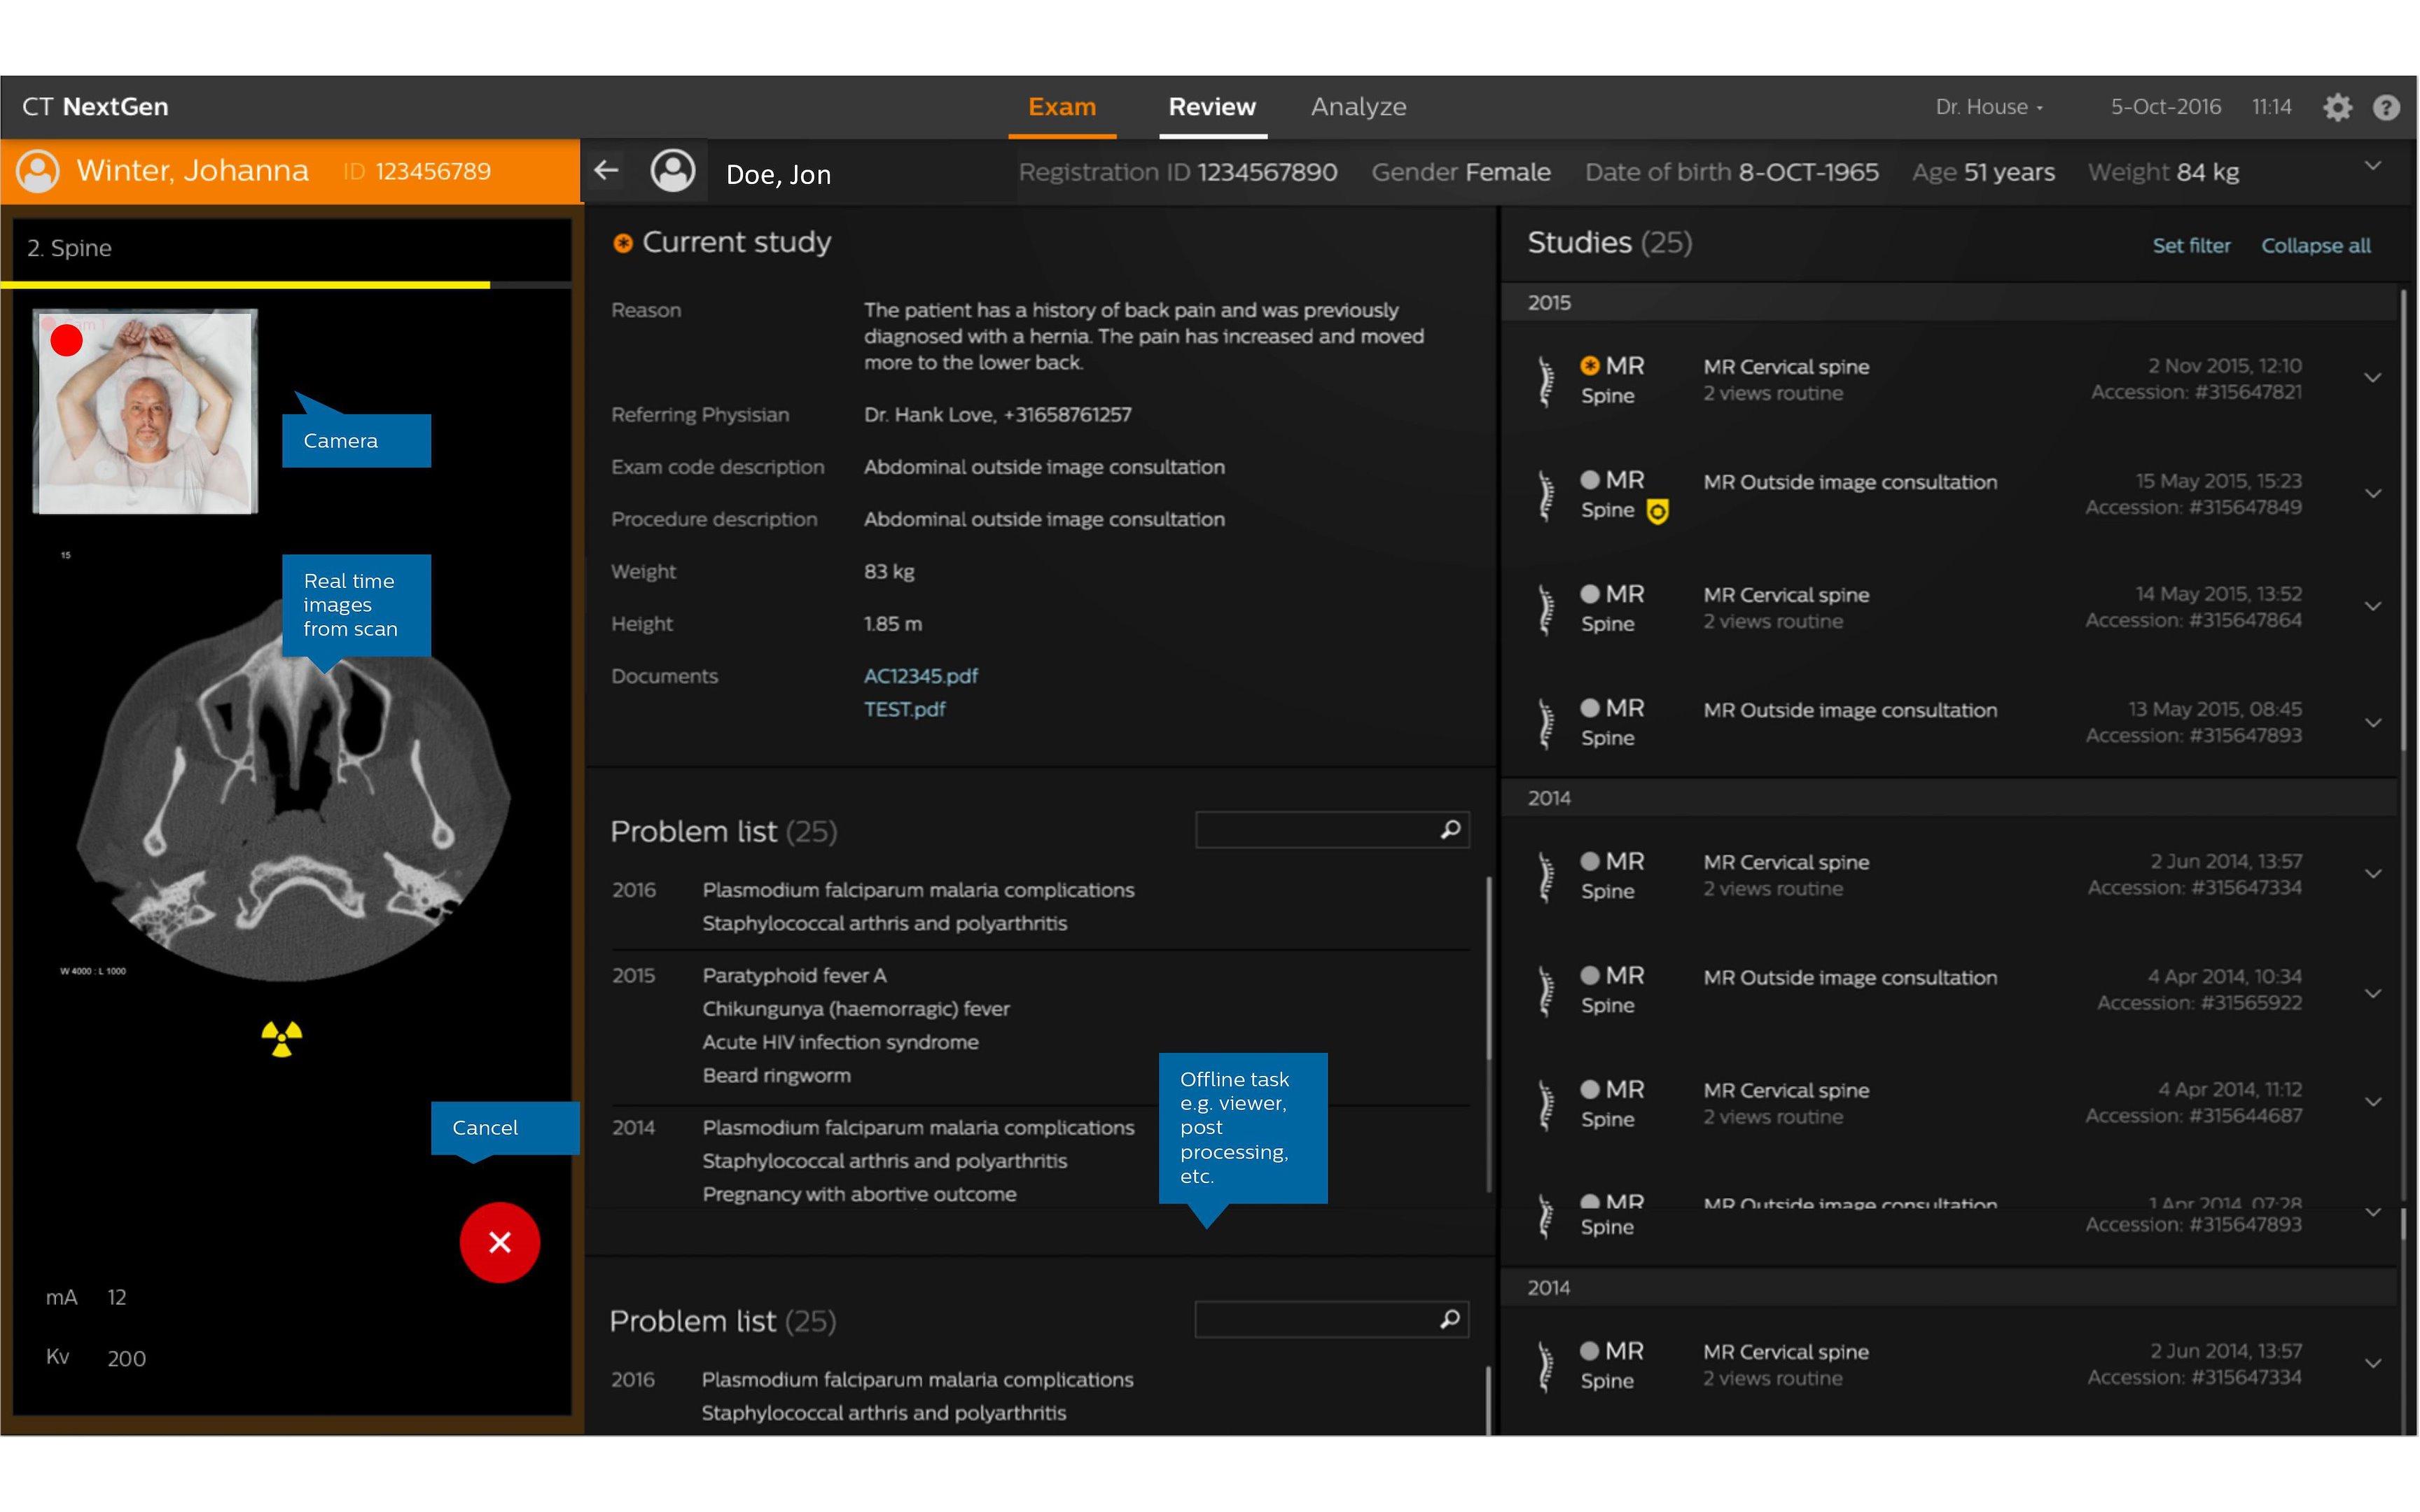 CT NextGen
Exam Review Analyze
Dr. House 5-Oct-2016 11:14
Winter, Johanna ID 123456789
Doe, Jon Registration ID 1234567890 Gender Female Date of birth 8-OCT-1965 Age 51 years Weight 84 kg
2. Spine
Camera
15
Real time
images
from scan
W 4000 : L 1000
Cancel
mA 12
Kv 200
Current study
Reason The patient has a history of back pain and was previously
diagnosed with a hernia. The pain has increased and moved
more to the lower back.
Referring Physisian Dr. Hank Love, +31658761257
Exam code description Abdominal outside image consultation
Procedure description Abdominal outside image consultation
Weight 83 kg
Height 1.85 m
Documents AC12345.pdf
TEST.pdf
Problem list (25)
2016 Plasmodium falciparum malaria complications
Staphylococcal arthris and polyarthritis
2015 Paratyphoid fever A
Chikungunya (haemorragic) fever
Acute HIV infection syndrome
Beard ringworm
2014 Plasmodium falciparum malaria complications
Staphylococcal arthris and polyarthritis
Pregnancy with abortive outcome
Offline task
e.g. viewer,
post
processing,
etc.
Problem list (25)
2016 Plasmodium falciparum malaria complications
Staphylococcal arthris and polyarthritis
Studies (25) Set filter Collapse all
2015
MR MR Cervical spine 2 Nov 2015, 12:10
Spine 2 views routine Accession: #315647821
MR MR Outside image consultation 15 May 2015, 15:23
Spine Accession: #315647849
MR MR Cervical spine 14 May 2015, 13:52
Spine 2 views routine Accession: #315647864
MR MR Outside image consultation 13 May 2015, 08:45
Spine Accession: #315647893
2014
MR MR Cervical spine 2 Jun 2014, 13:57
Spine 2 views routine Accession: #315647334
MR MR Outside image consultation 4 Apr 2014, 10:34
Spine Accession: #31565922
MR MR Cervical spine 4 Apr 2014, 11:12
Spine 2 views routine Accession: #315644687
MR MR Outside image consultation 1 Apr 2014, 07:28
Spine Accession: #315647893
2014
MR MR Cervical spine 2 Jun 2014, 13:57
Spine 2 views routine Accession: #315647334